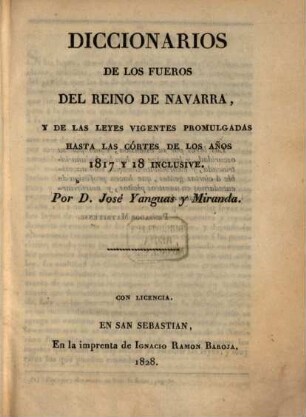 DICCIONARIOS
DE LOS FUEROS
DEL REINO DE NAVARRA,
Y DE LAS LEYES VIGENTES PROMULGADAS
HASTA LAS CÓRTES DE LOS AÑOS
1817 Y 18 INCLUSIVE.
Por D. José Yanguas y Miranda.
CON LICENCIA.
EN SAN SEBASTIAN,
En la imprenta de IGNACIO RAMON BAROJA.
1828.